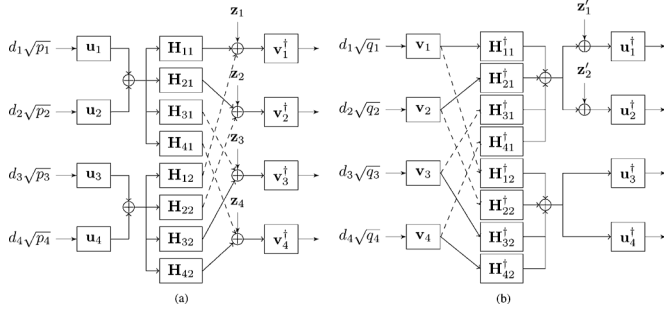 z₁
z′₁
d₁√p₁ u₁ H₁₁ v₁†
d₁√q₁ v₁ H₁₁† u₁†
H₂₁ z₂
H₂₁† z′₂
d₂√p₂ u₂ H₃₁ v₂†
d₂√q₂ v₂ H₃₁† u₂†
H₄₁ z₃
H₄₁†
d₃√p₃ u₃ H₁₂ v₃†
d₃√q₃ v₃ H₁₂† u₃†
H₂₂ z₄
H₂₂†
d₄√p₄ u₄ H₃₂ v₄†
d₄√q₄ v₄ H₃₂† u₄†
H₄₂
H₄₂†
(a)
(b)